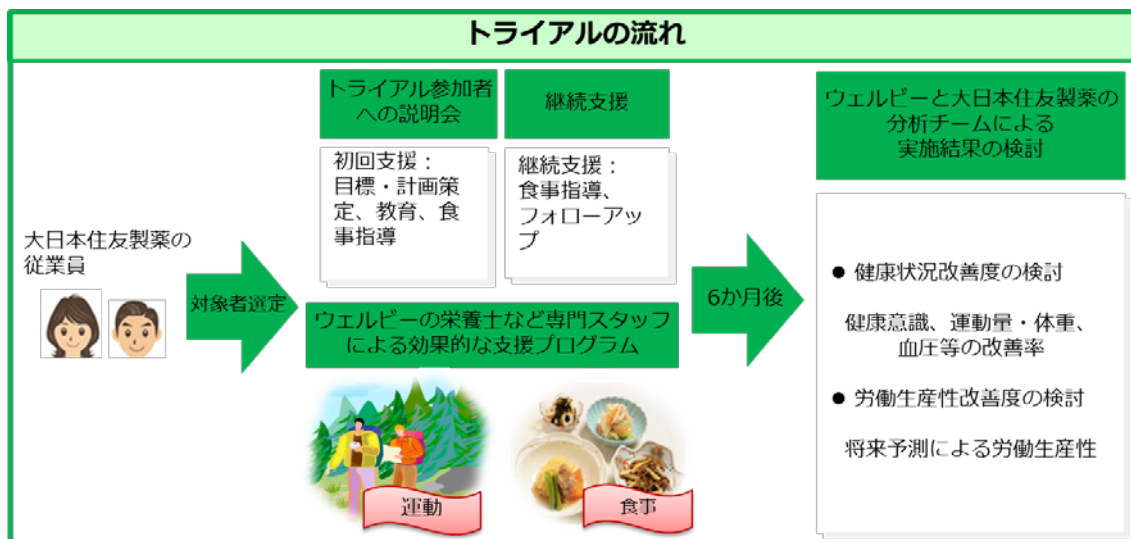 トライアルの流れ
大日本住友製薬の
従業員
対象者選定
トライアル参加者
への説明会
初回支援：
目標・計画策
定、教育、食
事指導
継続支援
継続支援：
食事指導、
フォローアッ
プ
ウェルビーの栄養士など専門スタッフ
による効果的な支援プログラム
運動
食事
6か月後
ウェルビーと大日本住友製薬の
分析チームによる
実施結果の検討
● 健康状況改善度の検討
健康意識、運動量・体重、
血圧等の改善率
● 労働生産性改善度の検討
将来予測による労働生産性